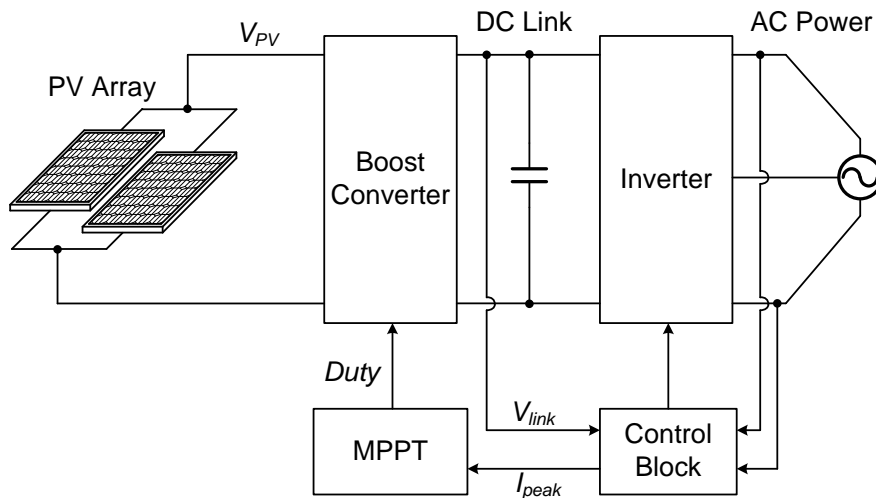 DC Link
AC Power
V_PV
PV Array
Boost
Converter
Inverter
Duty
V_link
MPPT
Control
Block
I_peak